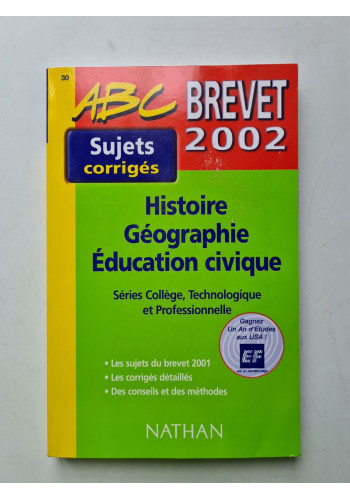 30
ABC
BREVET
2002
Sujets
corrigés
Histoire
Géographie
Éducation civique
Séries Collège, Technologique
et Professionnelle
Gagnez
Un An d'Etudes
aux USA !
EF
• Les sujets du brevet 2001
• Les corrigés détaillés
• Des conseils et des méthodes
NATHAN